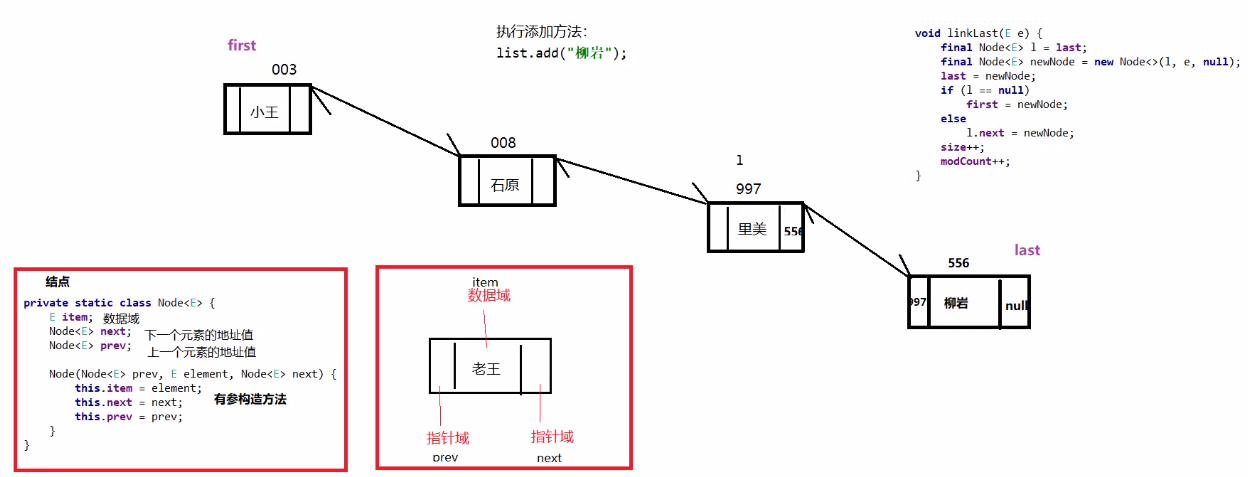 first
003
小王
执行添加方法:
list.add("柳岩");
void linkLast(E e) {
final Node<E> l = last;
final Node<E> newNode = new Node<>(l, e, null);
last = newNode;
if (l == null)
first = newNode;
else
l.next = newNode;
size++;
modCount++;
}
008
石原
l
997
里美
556
last
556
997
柳岩
null
结点
private static class Node<E> {
E item; 数据域
Node<E> next; 下一个元素的地址值
Node<E> prev; 上一个元素的地址值
Node(Node<E> prev, E element, Node<E> next) {
this.item = element;
this.next = next; 有参构造方法
this.prev = prev;
}
}
item
数据域
老王
指针域
prev
指针域
next